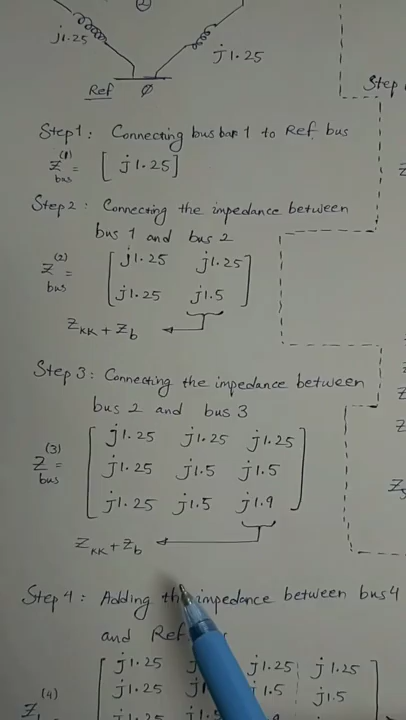 j1.25
j1.25
Ref
Step1: Connecting bus bar 1 to Ref. bus
Z bus (1) = [ j1.25 ]
Step 2: Connecting the impedance between
bus 1 and bus 2
Z bus (2) = [ j1.25 j1.25
j1.25 j1.5 ]
ZKK + Zb
Step 3: Connecting the impedance between
bus 2 and bus 3
Z bus (3) = [ j1.25 j1.25 j1.25
j1.25 j1.5 j1.5
j1.25 j1.5 j1.9 ]
ZKK + Zb
Step 4: Adding the impedance between bus4
and Ref
(4) j1.25 j1.25 j1.25
j1.25 j1.5 j1.5
Step